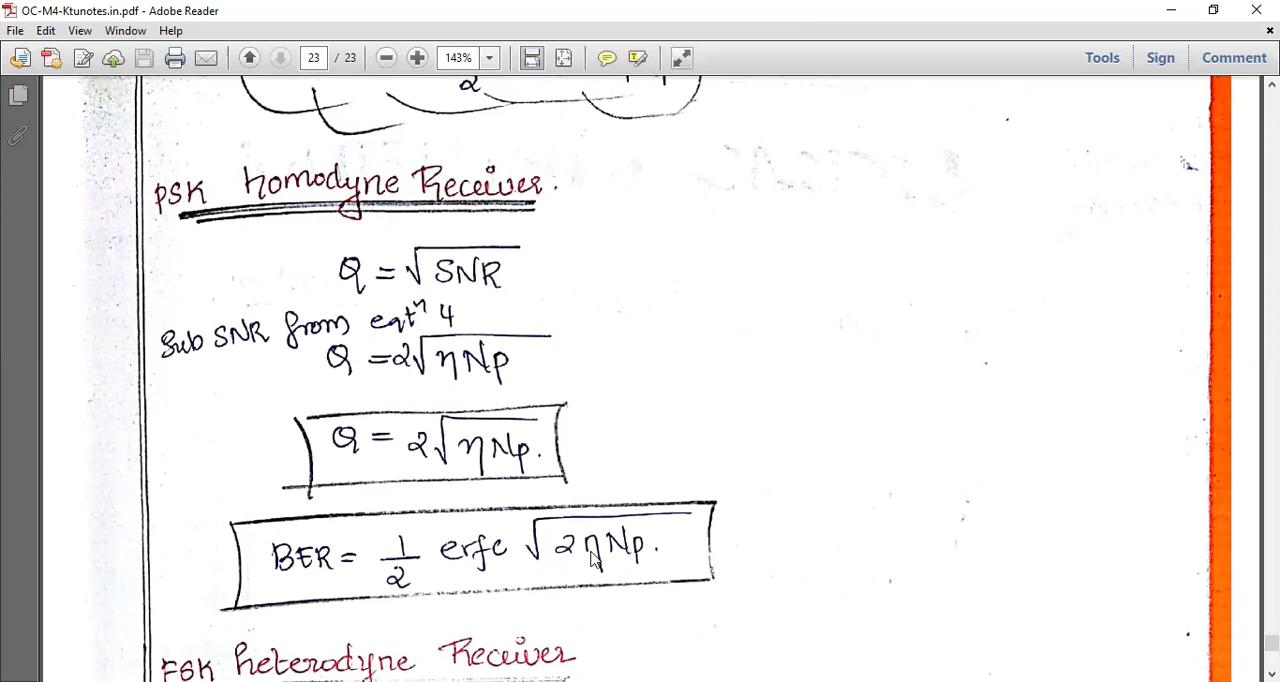 OC-M4-Ktunotes.in.pdf - Adobe Reader
File Edit View Window Help
23 / 23 143% Tools Sign Comment
2
PSK homodyne Receiver.
Q = √SNR
Sub SNR from eqtⁿ 4
Q = 2√ηNp
Q = 2√ηNp.
BER = 1/2 erfc √2ηNp.
FSK heterodyne Receiver